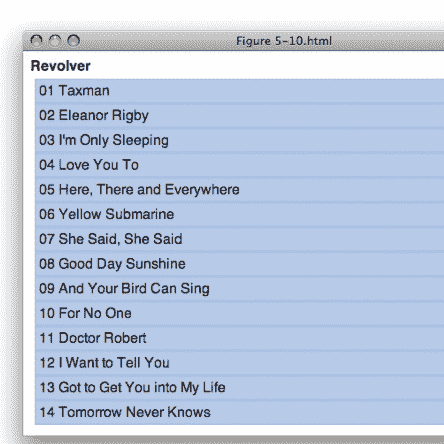 Figure 5-10.html
Revolver
01 Taxman
02 Eleanor Rigby
03 I'm Only Sleeping
04 Love You To
05 Here, There and Everywhere
06 Yellow Submarine
07 She Said, She Said
08 Good Day Sunshine
09 And Your Bird Can Sing
10 For No One
11 Doctor Robert
12 I Want to Tell You
13 Got to Get You into My Life
14 Tomorrow Never Knows